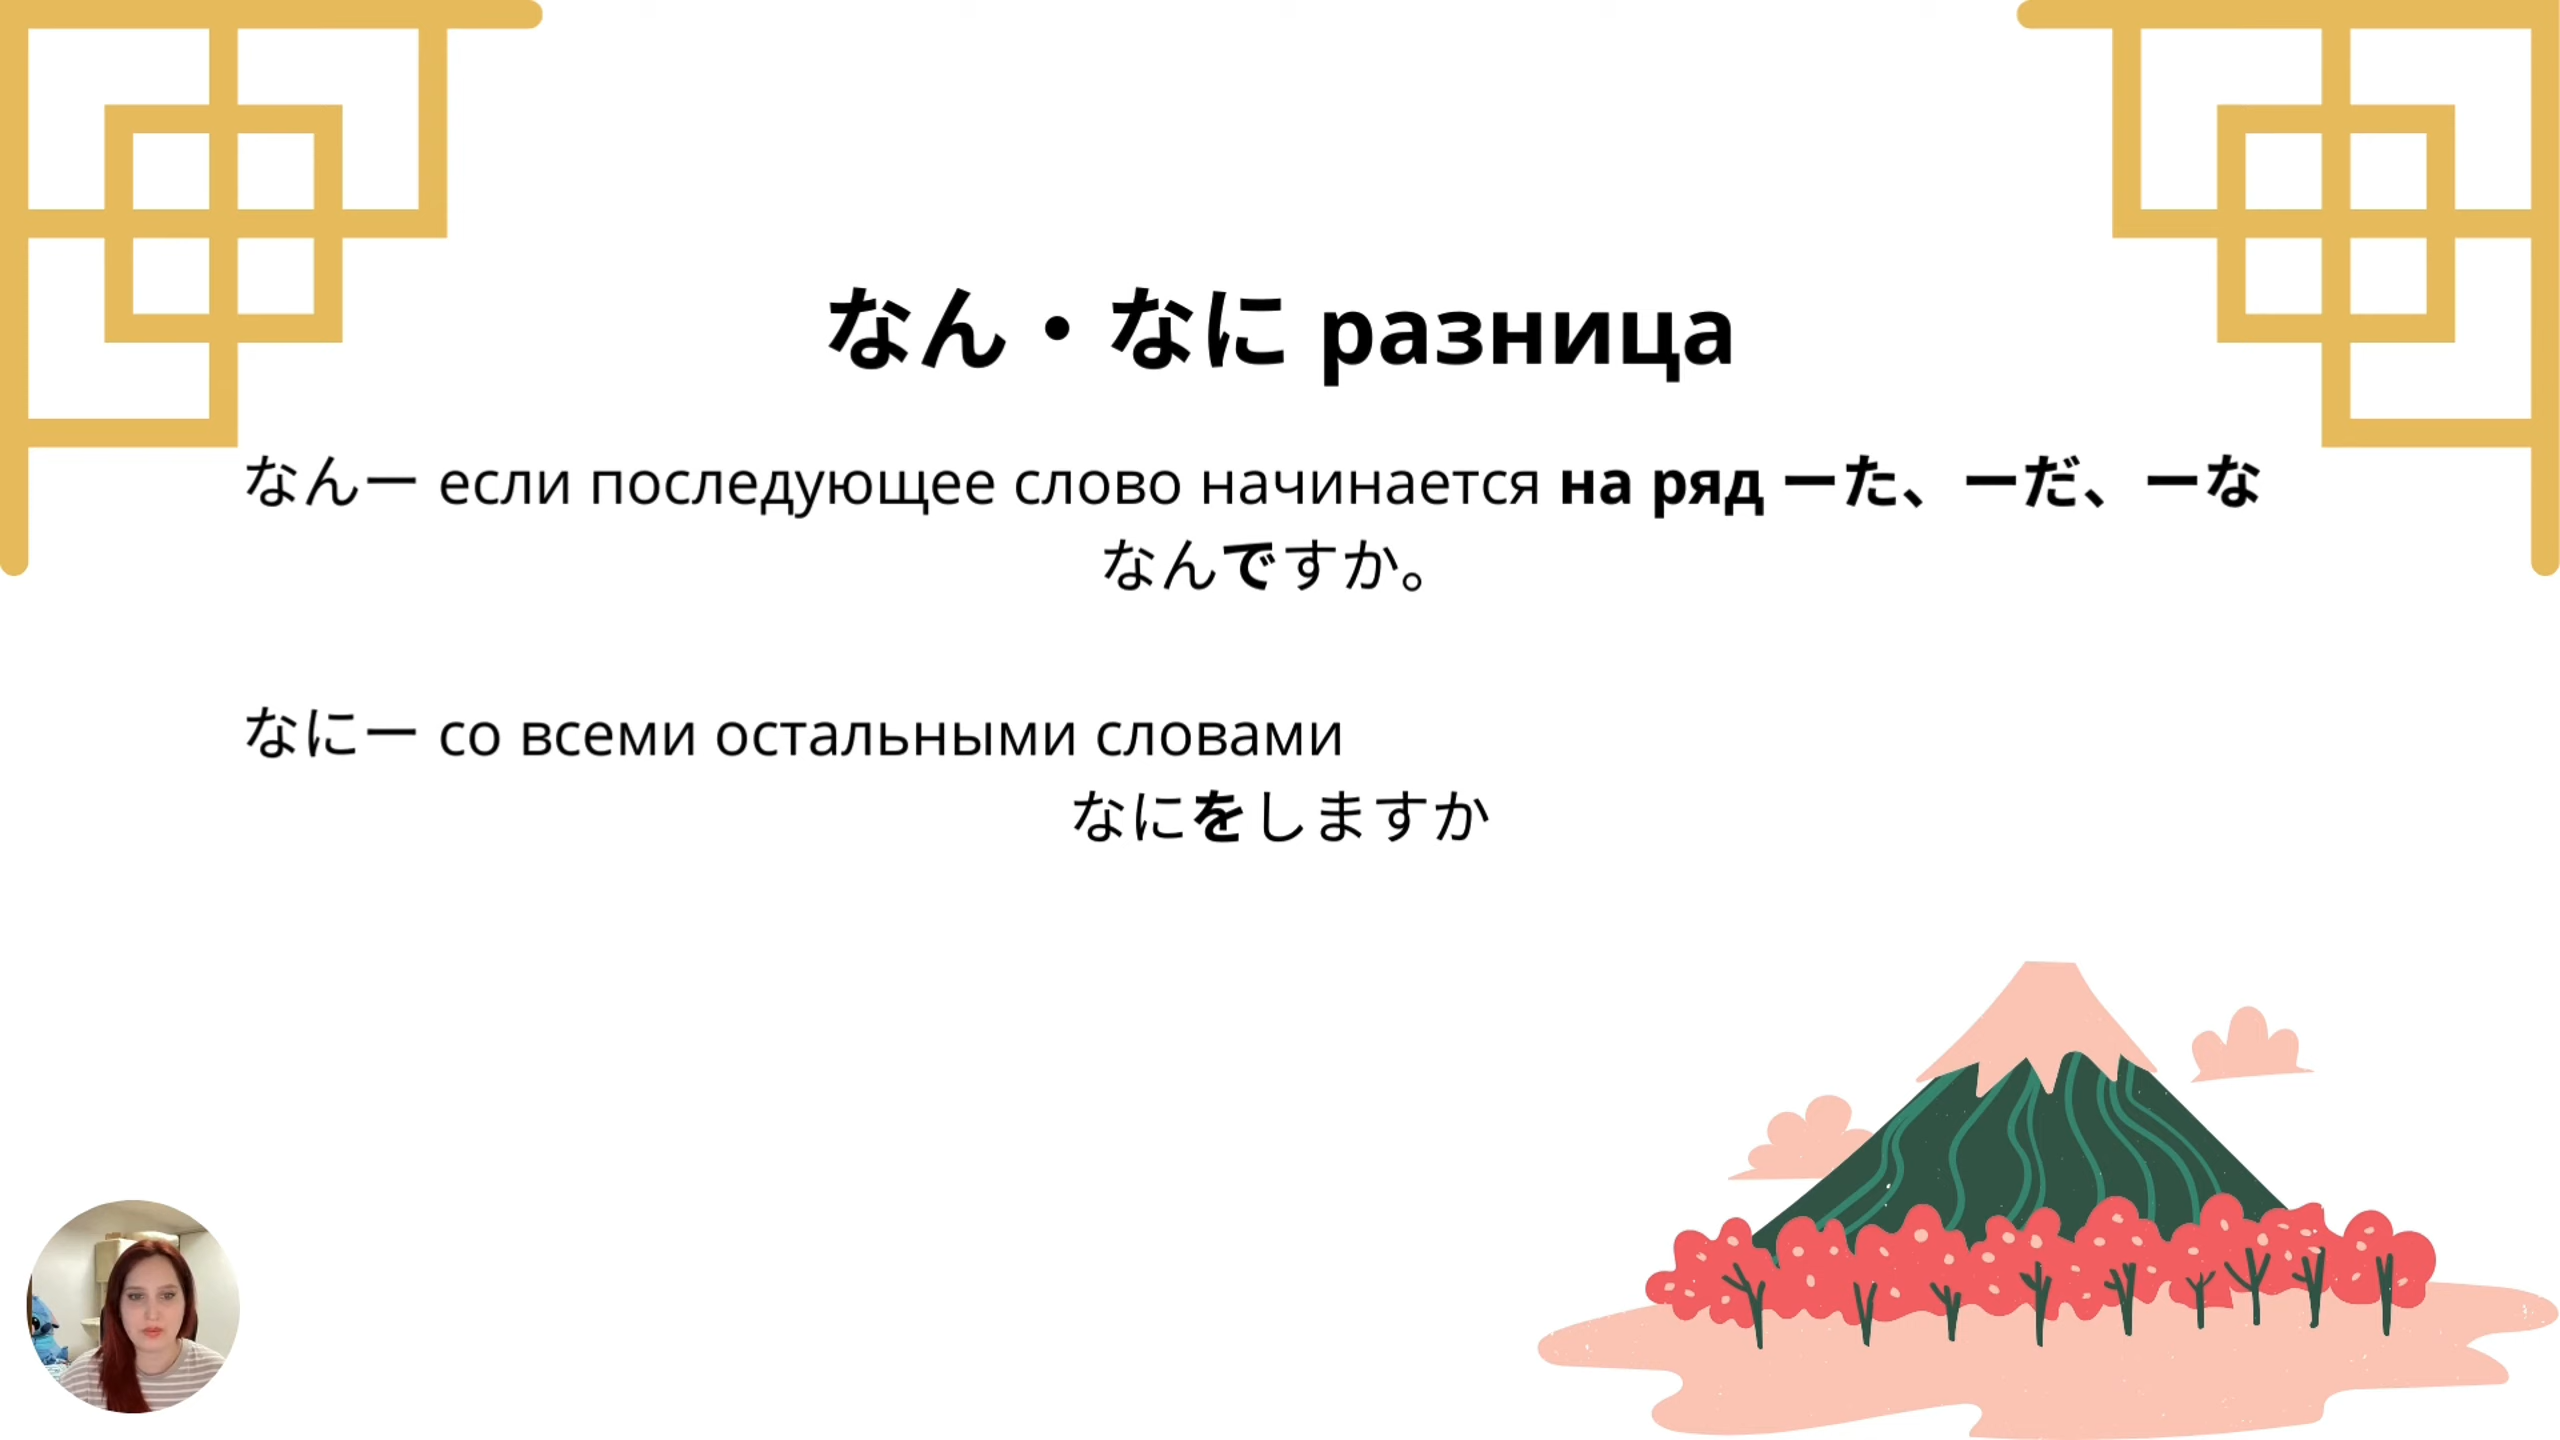 なん・なに разница
なんー если последующее слово начинается на ряд ーた、ーだ、ーな
なんですか。
なにー со всеми остальными словами
なにをしますか